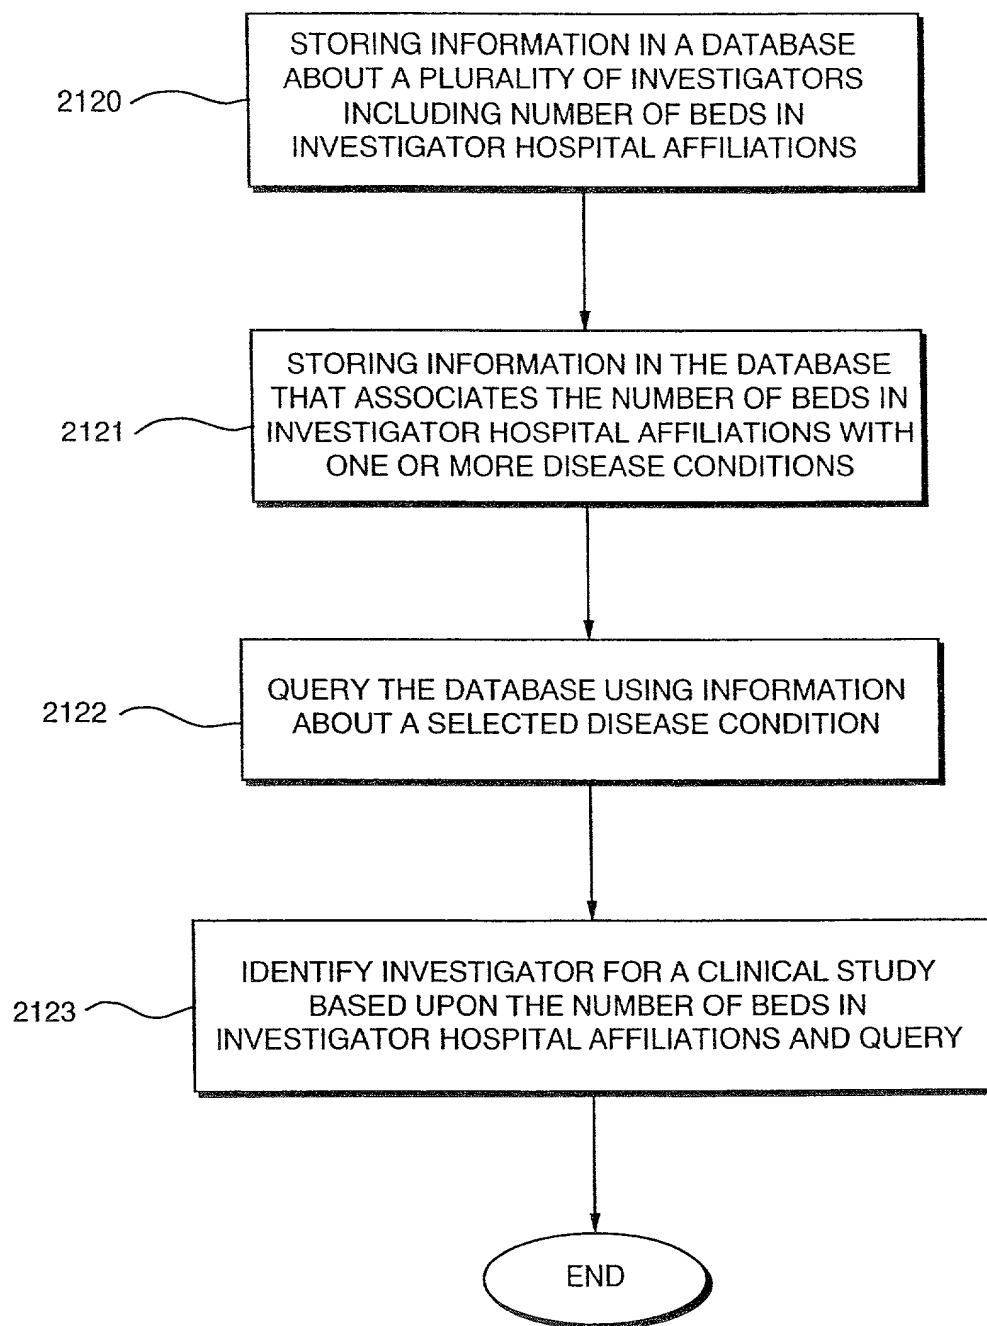 2120
STORING INFORMATION IN A DATABASE
ABOUT A PLURALITY OF INVESTIGATORS
INCLUDING NUMBER OF BEDS IN
INVESTIGATOR HOSPITAL AFFILIATIONS
2121
STORING INFORMATION IN THE DATABASE
THAT ASSOCIATES THE NUMBER OF BEDS IN
INVESTIGATOR HOSPITAL AFFILIATIONS WITH
ONE OR MORE DISEASE CONDITIONS
2122
QUERY THE DATABASE USING INFORMATION
ABOUT A SELECTED DISEASE CONDITION
2123
IDENTIFY INVESTIGATOR FOR A CLINICAL STUDY
BASED UPON THE NUMBER OF BEDS IN
INVESTIGATOR HOSPITAL AFFILIATIONS AND QUERY
END